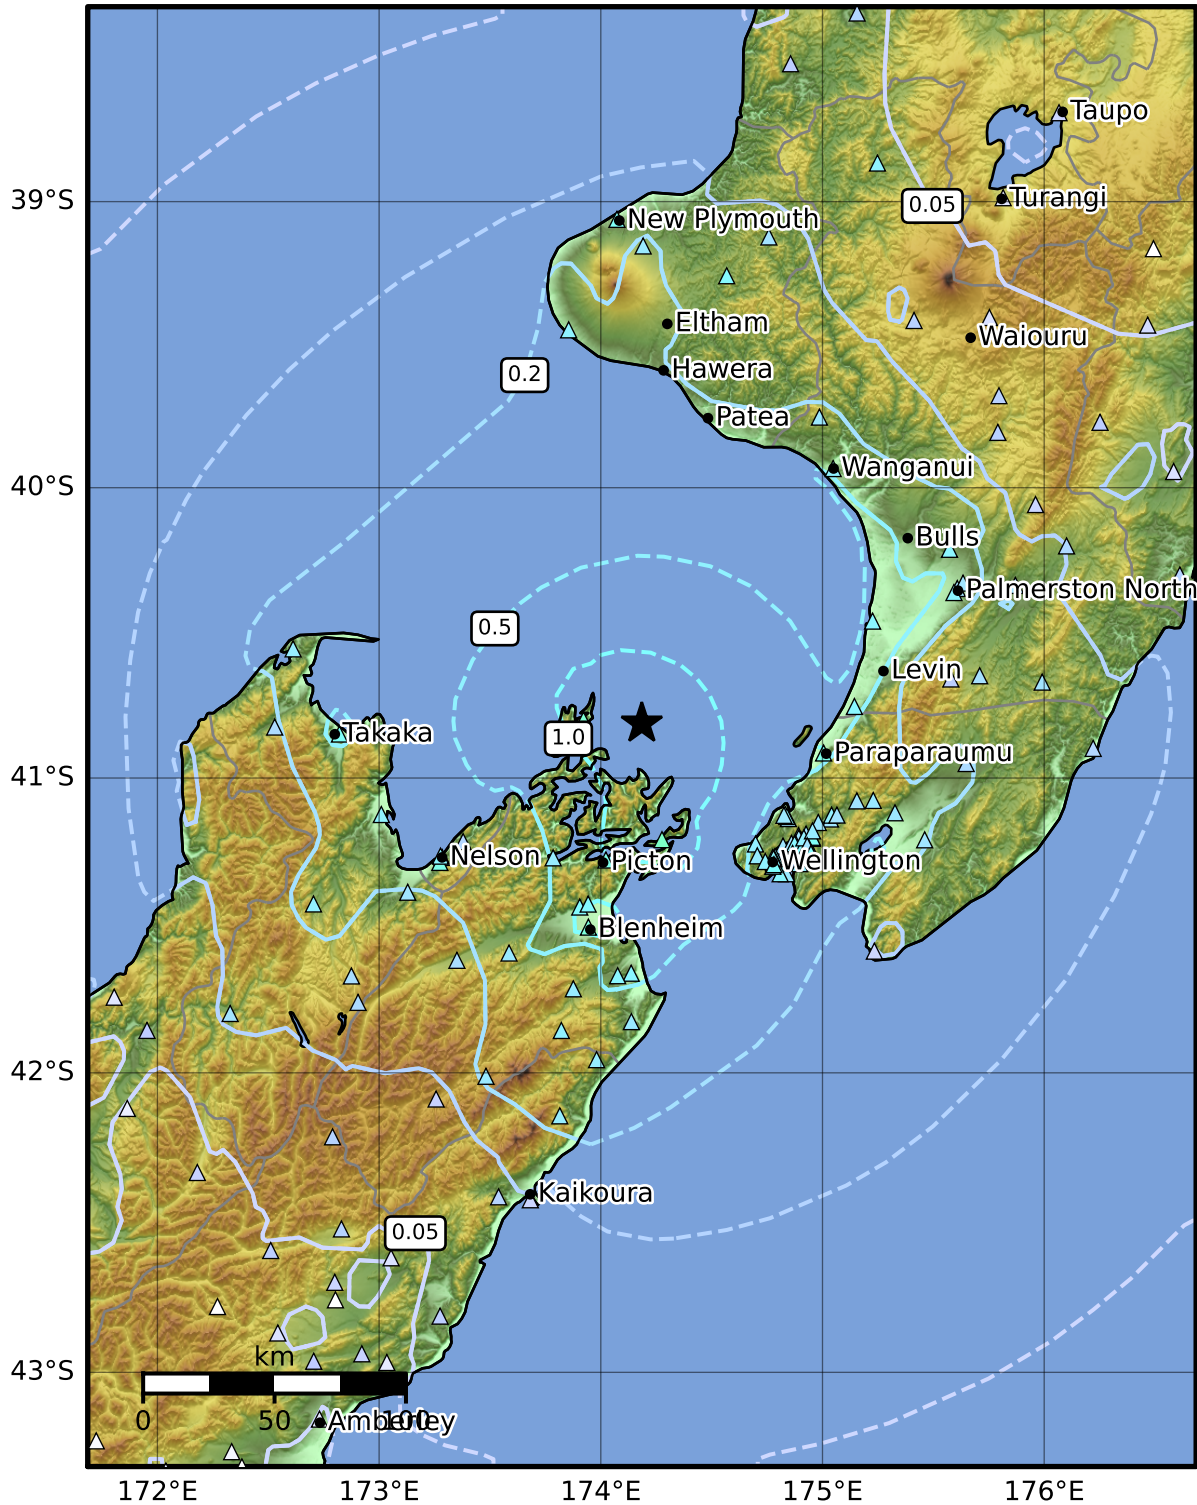 Taupo
39°S
0.05
Turangi
New Plymouth
Eltham
Waiouru
0.2
Hawera
Patea
Wanganui
40°S
Bulls
Palmerston North
0.5
Levin
Takaka
1.0
Paraparaumu
41°S
Nelson
Picton
Wellington
Blenheim
42°S
Kaikoura
0.05
km
43°S
0 50 100
Amberley
172°E 173°E 174°E 175°E 176°E